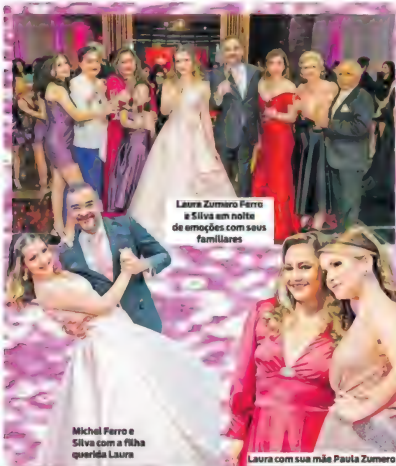 Laura Zumero Ferro
e Silva em noite
de emoções com seus
familiares
Michel Ferro e
Silva com a filha
querida Laura
Laura com sua mãe Paula Zumero